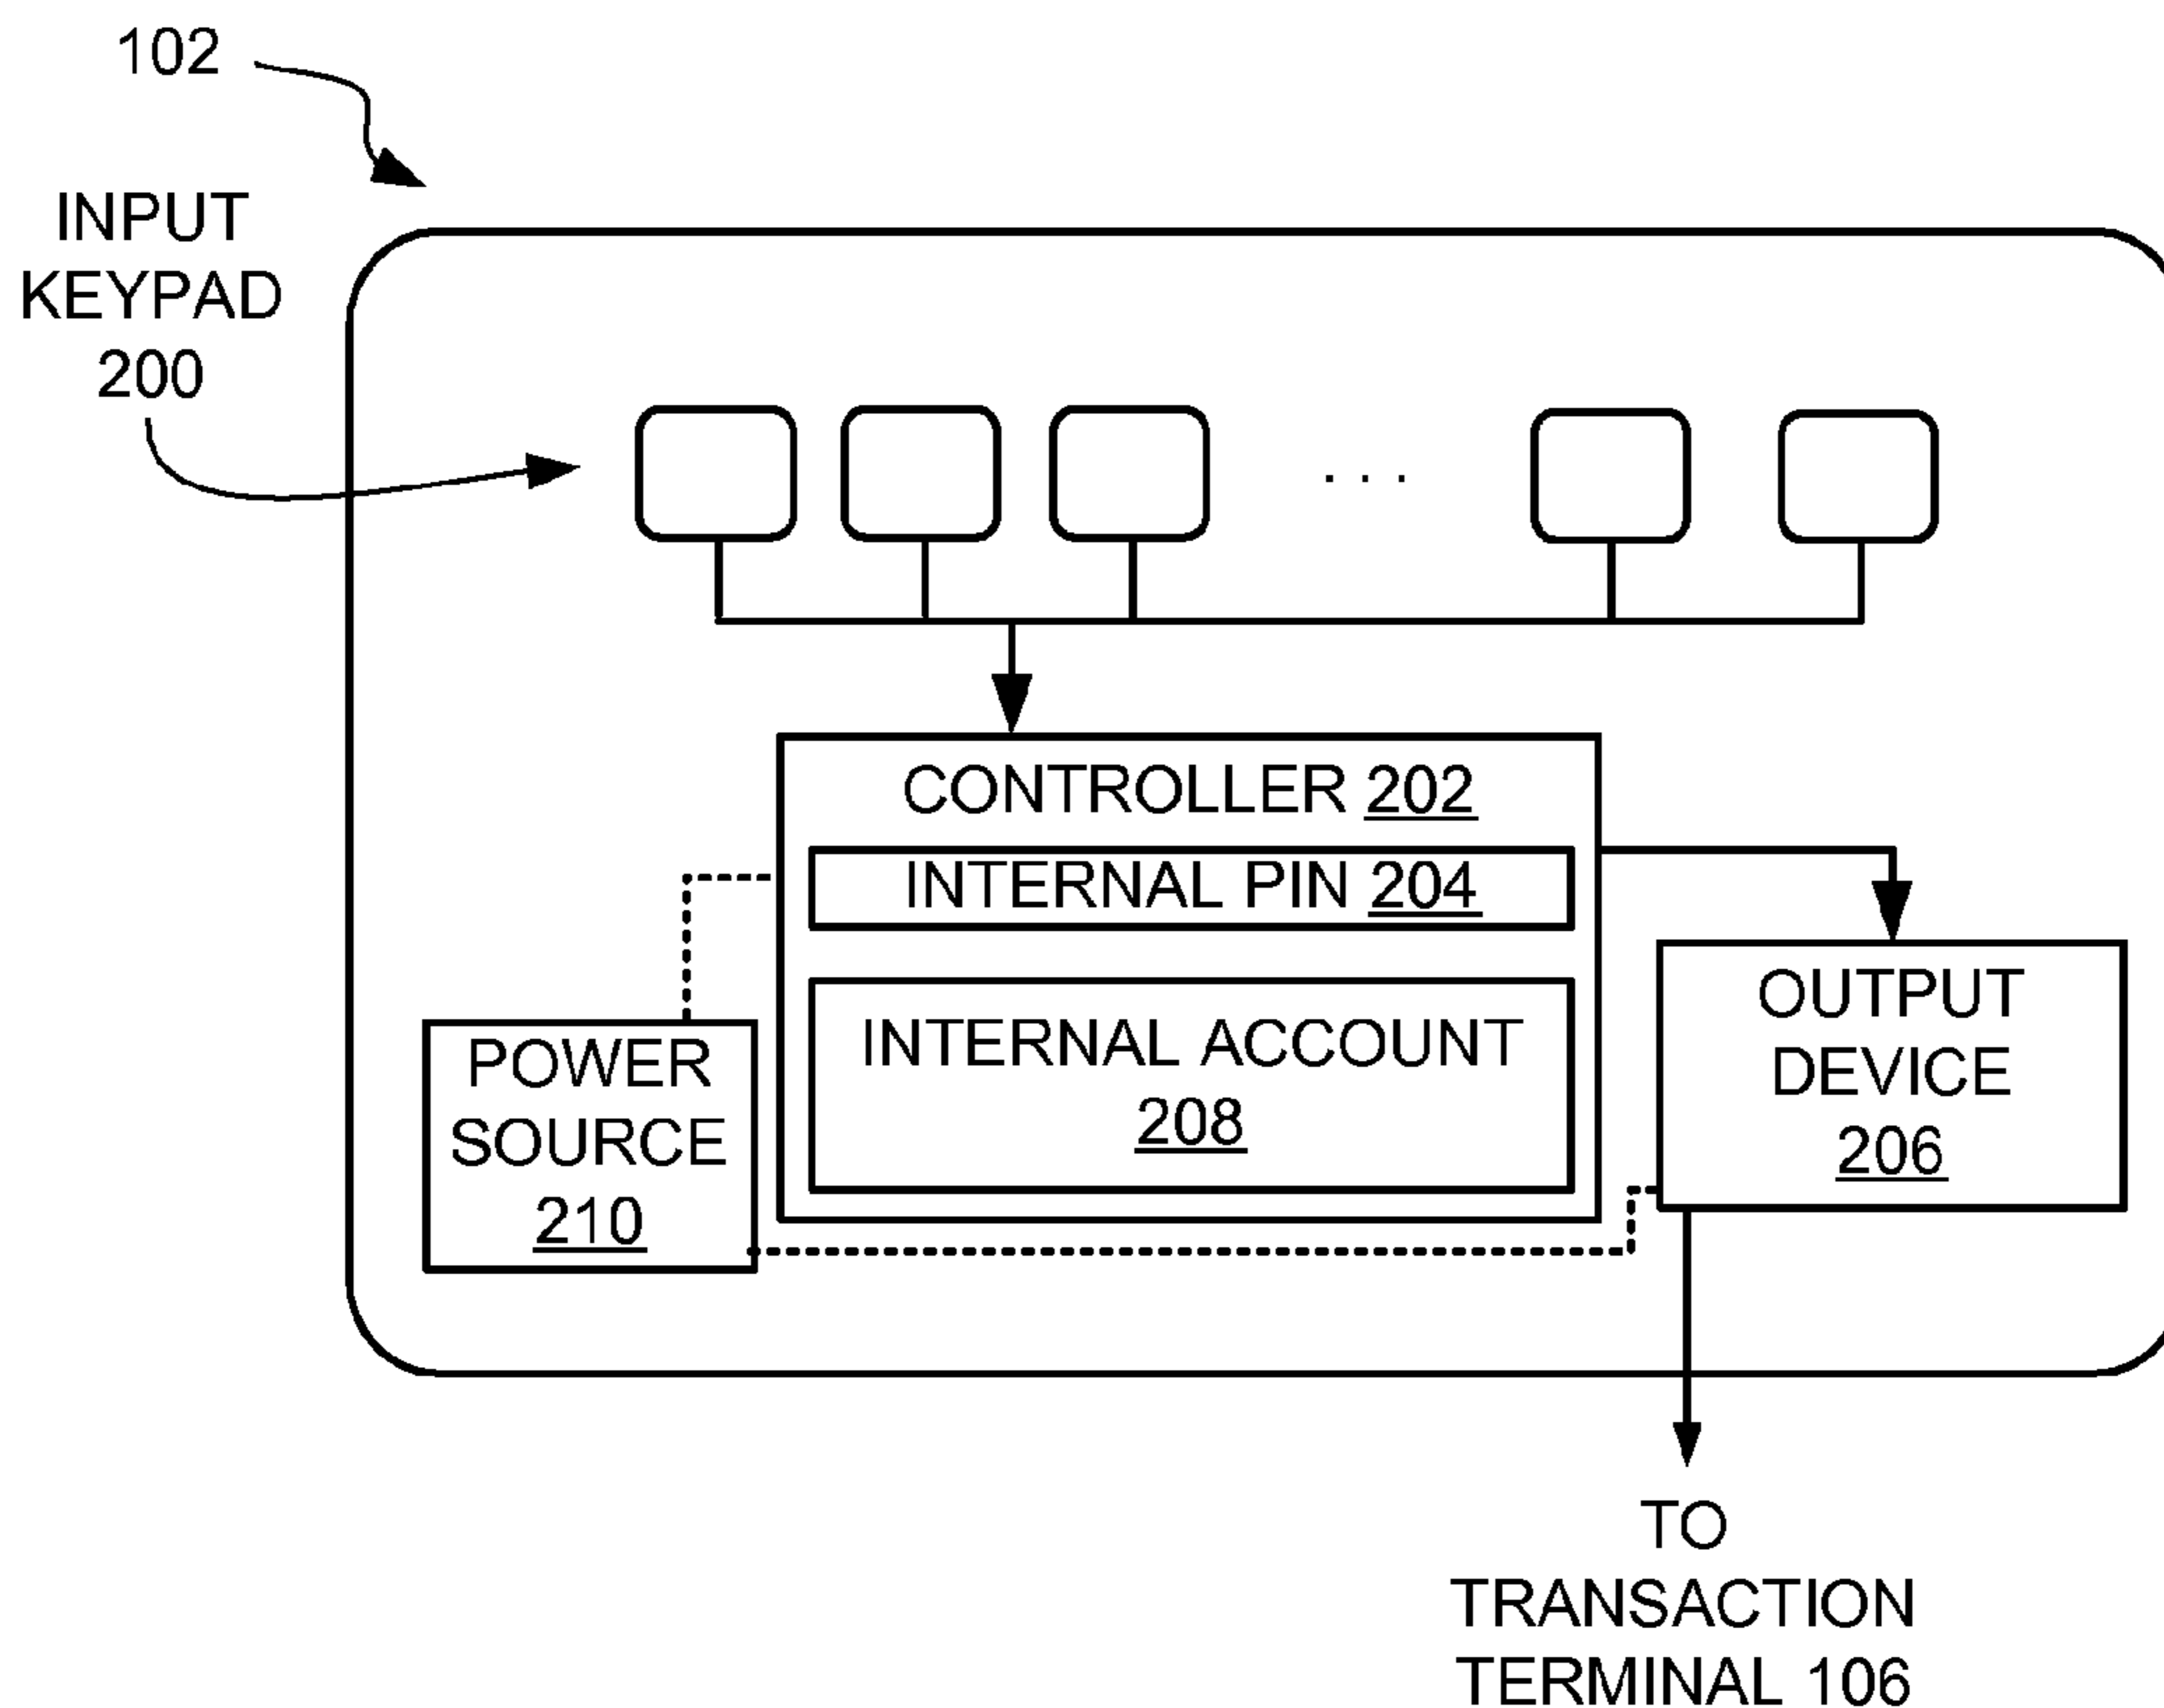 102
INPUT
KEYPAD
200
. . .
CONTROLLER 202
INTERNAL PIN 204
INTERNAL ACCOUNT
208
POWER
SOURCE
210
OUTPUT
DEVICE
206
TO
TRANSACTION
TERMINAL 106